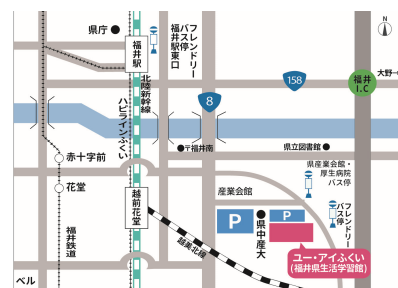 県庁
福井駅
フレンドリー
バス停
福井駅東口
N
158
福井
I.C
大野→
8
北陸新幹線
ハピラインふくい
〒福井南
県立図書館
赤十字前
花堂
福井鉄道
越前花堂
越美北線
産業会館
県産業会館・
厚生病院
バス停
フレンドリー
バス停
P
P
県中産大
ユー・アイふくい
(福井県生活学習館)
ベル